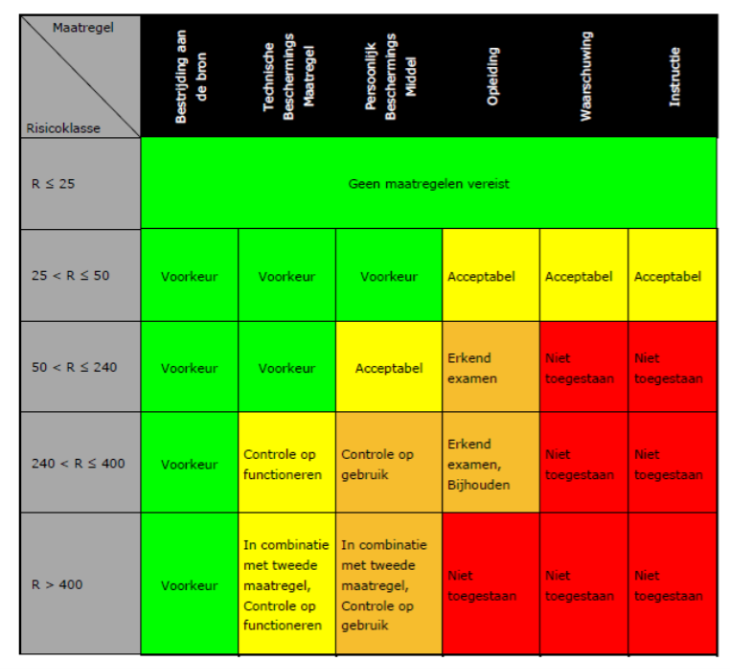 Maatregel
Risicoklasse
Bestrijding aan
de bron
Technische
Beschermings
Maatregel
Persoonlijk
Beschermings
Middel
Opleiding
Waarschuwing
Instructie
R ≤ 25
Geen maatregelen vereist
25 < R ≤ 50
Voorkeur
Voorkeur
Voorkeur
Acceptabel
Acceptabel
Acceptabel
50 < R ≤ 240
Voorkeur
Voorkeur
Acceptabel
Erkend
examen
Niet
toegestaan
Niet
toegestaan
240 < R ≤ 400
Voorkeur
Controle op
functioneren
Controle op
gebruik
Erkend
examen,
Bijhouden
Niet
toegestaan
Niet
toegestaan
R > 400
Voorkeur
In combinatie
met tweede
maatregel,
Controle op
functioneren
In combinatie
met tweede
maatregel,
Controle op
gebruik
Niet
toegestaan
Niet
toegestaan
Niet
toegestaan